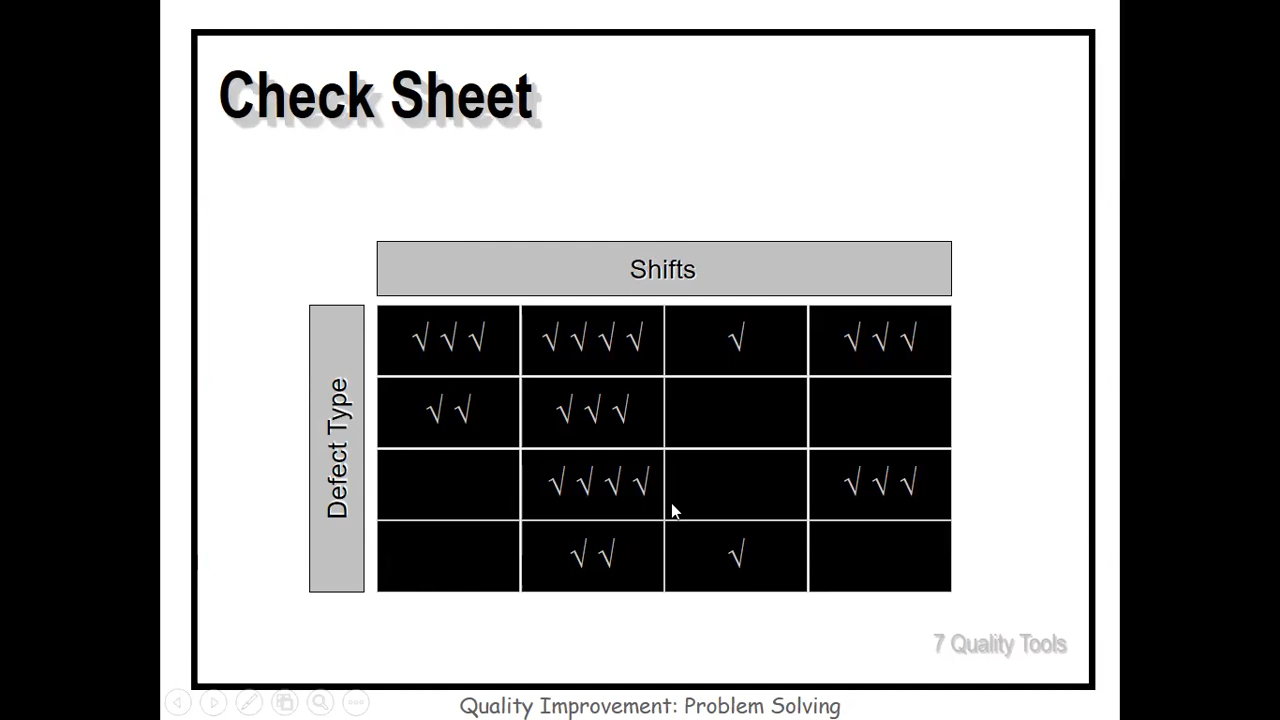 Check Sheet
Shifts
Defect Type
√ √ √ √ √ √ √ √ √ √ √
√ √ √ √ √
√ √ √ √ √ √ √
√ √ √
7 Quality Tools
Quality Improvement: Problem Solving